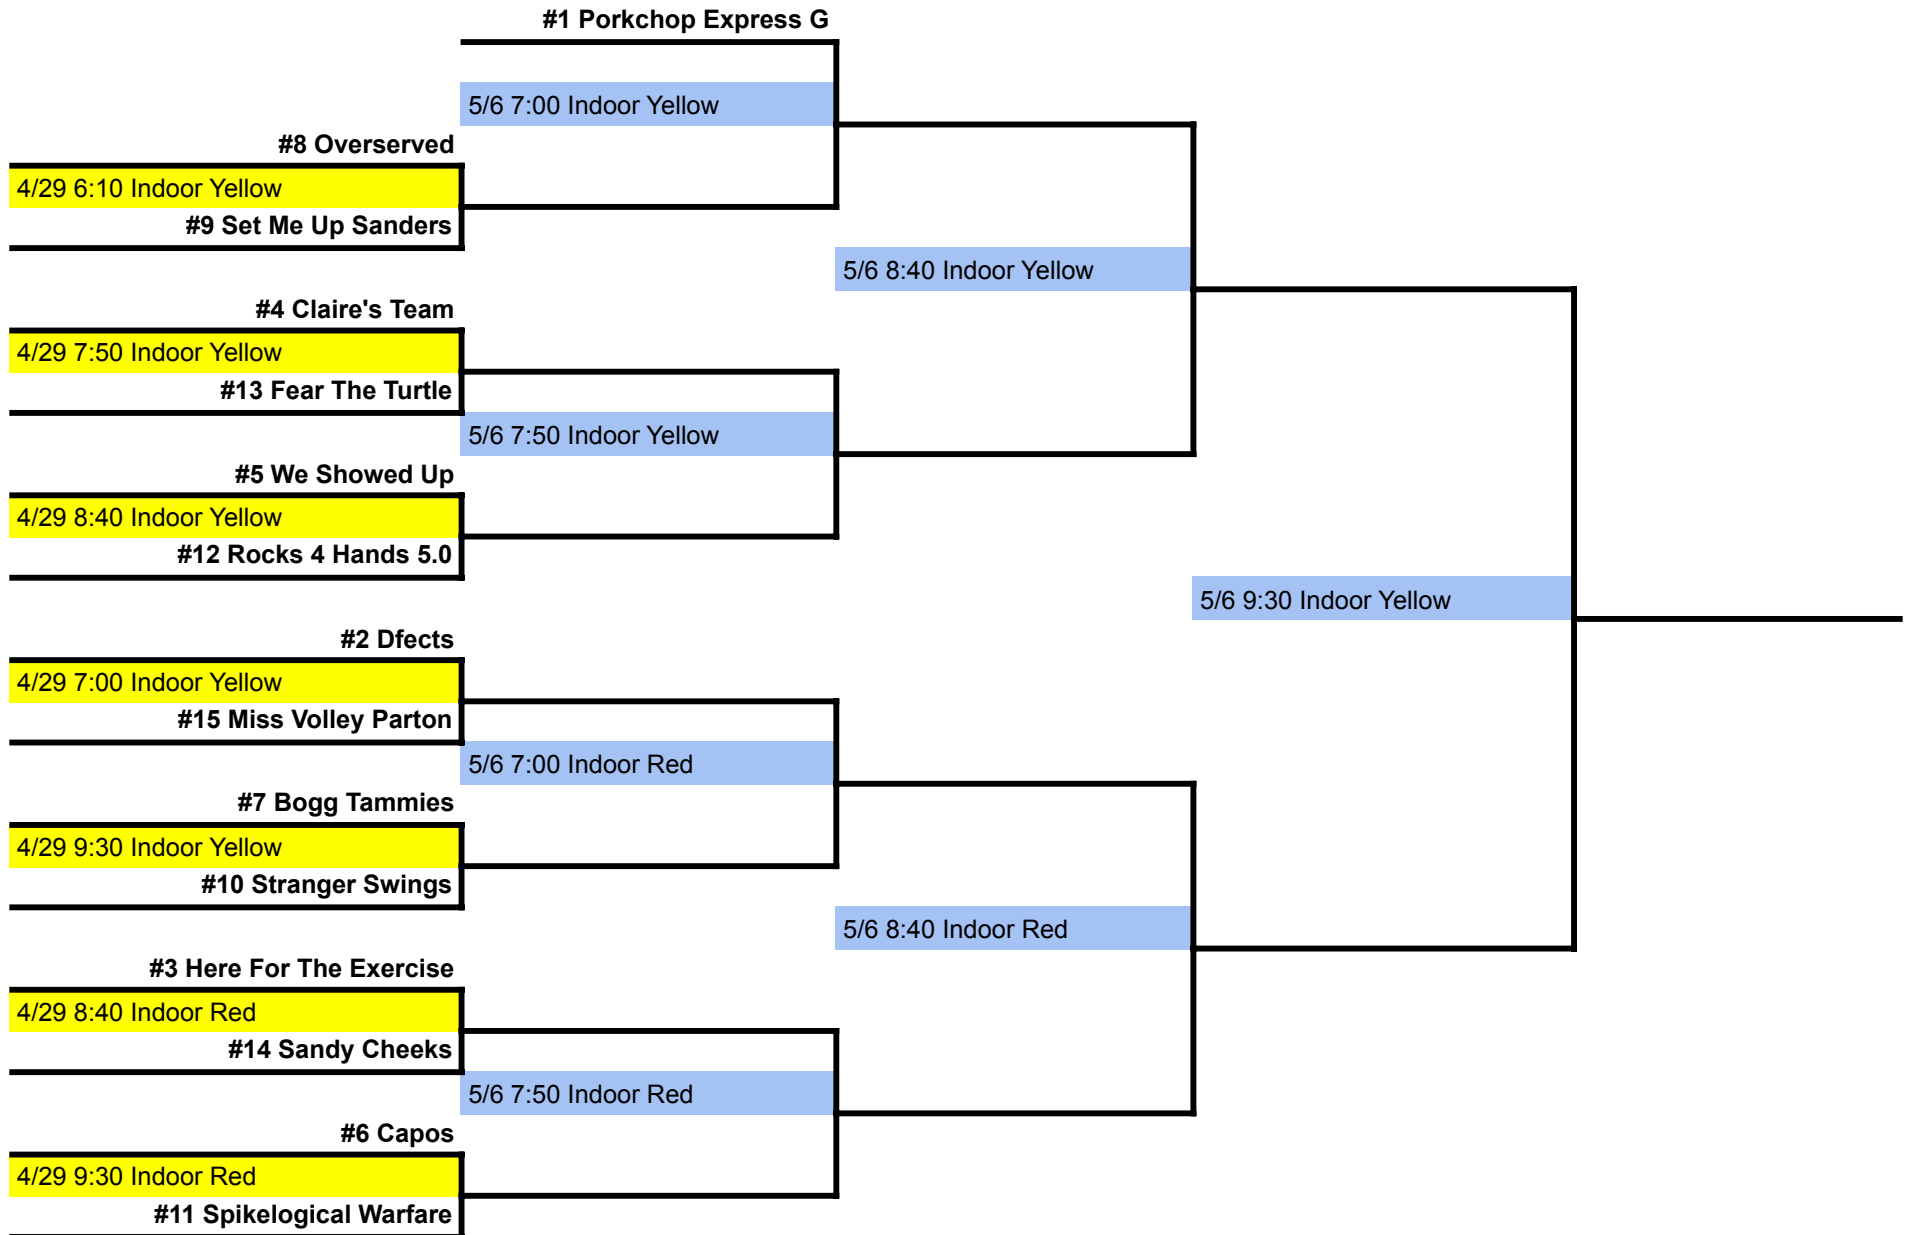 #1 Porkchop Express G
5/6 7:00 Indoor Yellow
#8 Overserved
4/29 6:10 Indoor Yellow
#9 Set Me Up Sanders
5/6 8:40 Indoor Yellow
#4 Claire's Team
4/29 7:50 Indoor Yellow
#13 Fear The Turtle
5/6 7:50 Indoor Yellow
#5 We Showed Up
4/29 8:40 Indoor Yellow
#12 Rocks 4 Hands 5.0
5/6 9:30 Indoor Yellow
#2 Dfects
4/29 7:00 Indoor Yellow
#15 Miss Volley Parton
5/6 7:00 Indoor Red
#7 Bogg Tammies
4/29 9:30 Indoor Yellow
#10 Stranger Swings
5/6 8:40 Indoor Red
#3 Here For The Exercise
4/29 8:40 Indoor Red
#14 Sandy Cheeks
5/6 7:50 Indoor Red
#6 Capos
4/29 9:30 Indoor Red
#11 Spikelogical Warfare